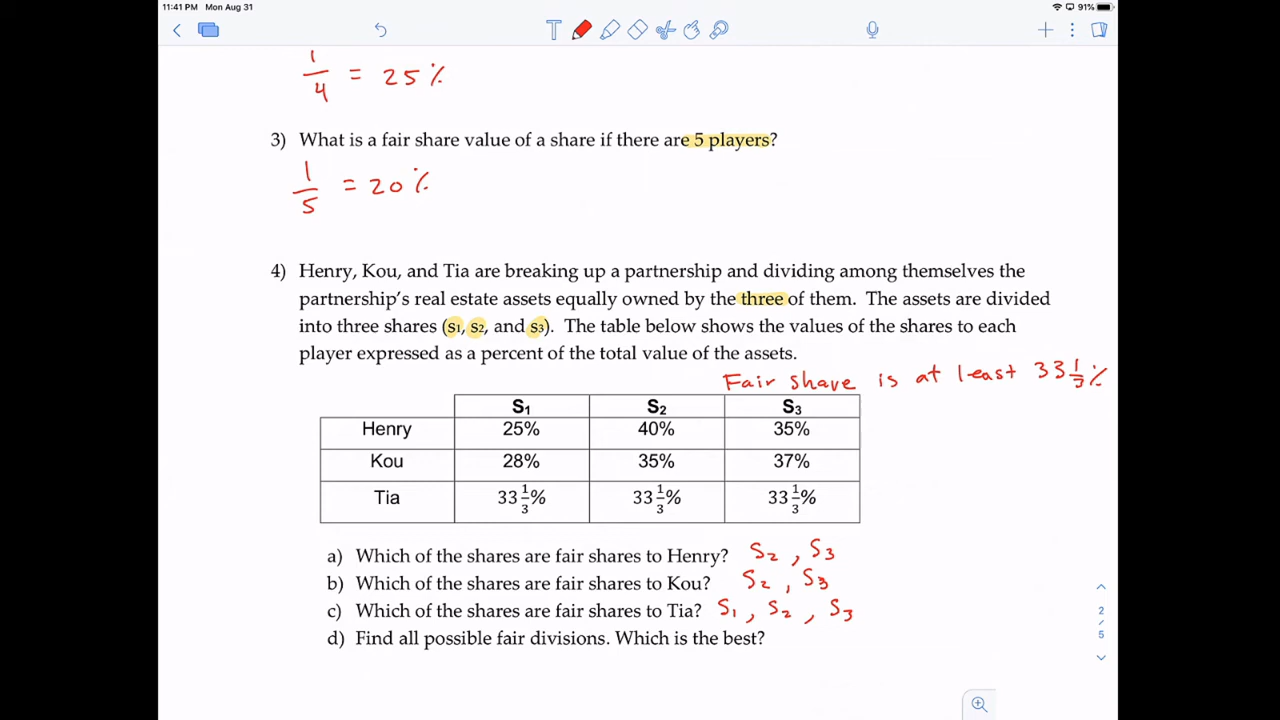 11:41 PM Mon Aug 31 91%
T
1/4 = 25%
3) What is a fair share value of a share if there are 5 players?
1/5 = 20%
4) Henry, Kou, and Tia are breaking up a partnership and dividing among themselves the
partnership's real estate assets equally owned by the three of them. The assets are divided
into three shares (s₁, s₂, and s₃). The table below shows the values of the shares to each
player expressed as a percent of the total value of the assets.
Fair share is at least 33 1/3 %
S₁ S₂ S₃
Henry 25% 40% 35%
Kou 28% 35% 37%
Tia 33 1/3 % 33 1/3 % 33 1/3 %
a) Which of the shares are fair shares to Henry? S₂, S₃
b) Which of the shares are fair shares to Kou? S₂, S₃
c) Which of the shares are fair shares to Tia? S₁, S₂, S₃
d) Find all possible fair divisions. Which is the best?
2
/
5